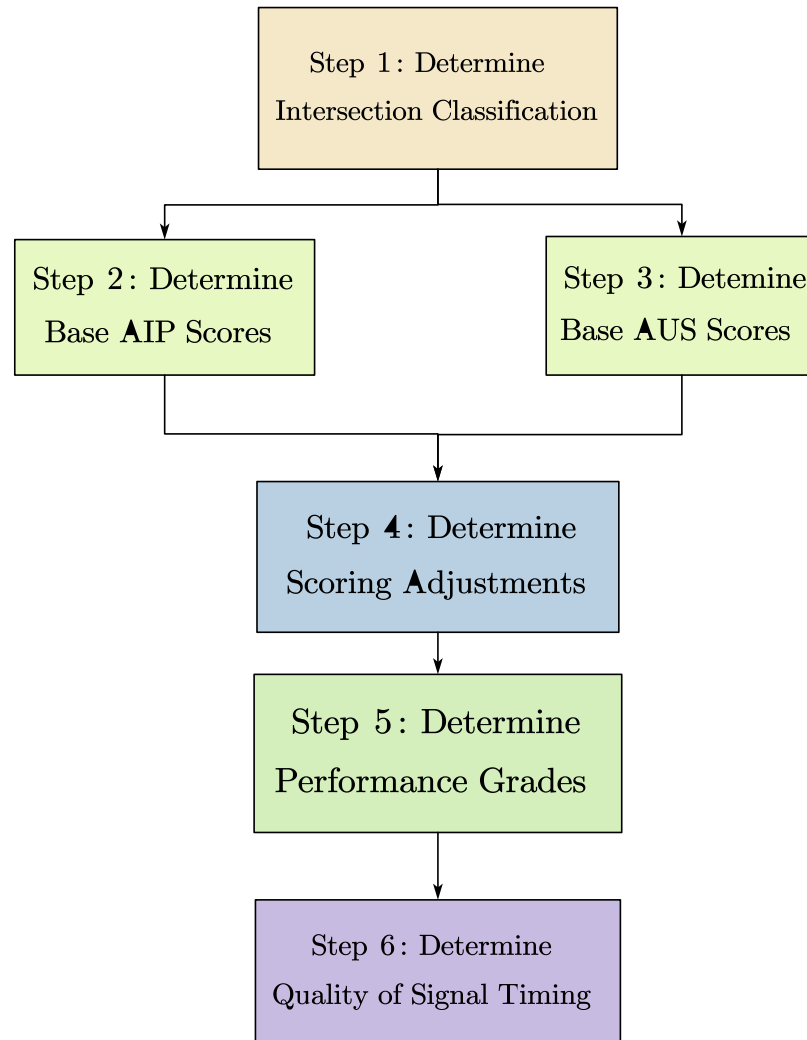 Step 1: Determine
Intersection Classification
Step 2: Determine
Base AIP Scores
Step 3: Detemine
Base AUS Scores
Step 4: Determine
Scoring Adjustments
Step 5: Determine
Performance Grades
Step 6: Determine
Quality of Signal Timing